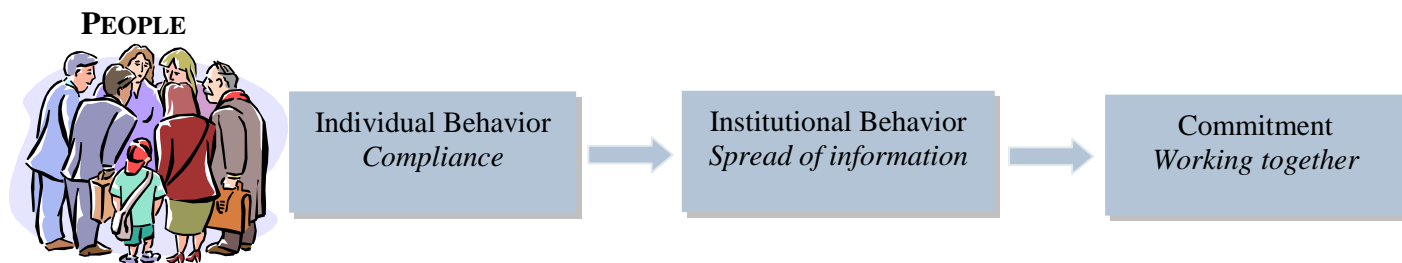 PEOPLE
Individual Behavior
Compliance
Institutional Behavior
Spread of information
Commitment
Working together